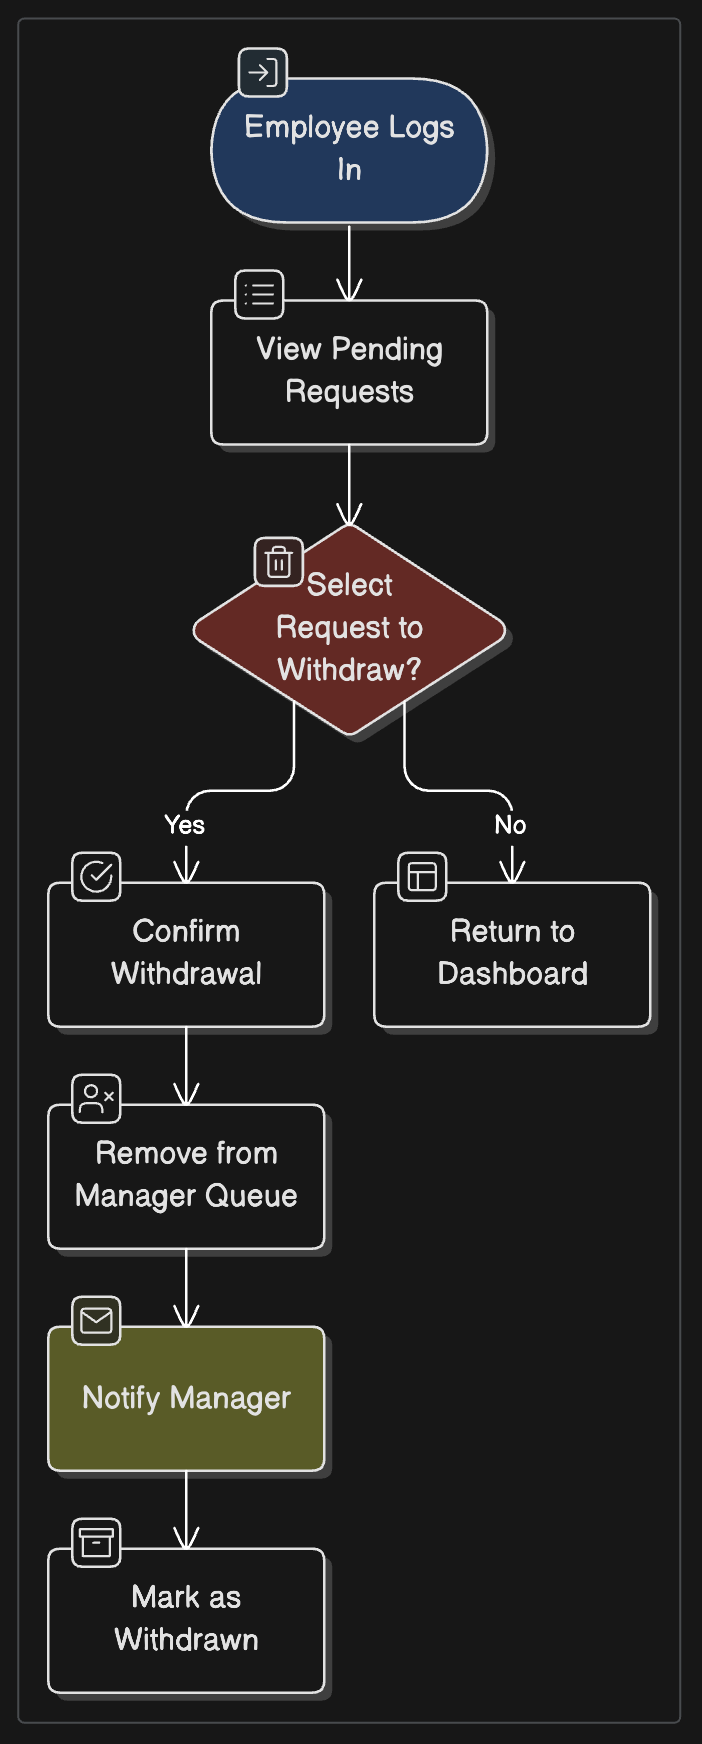 Employee Logs
In
View Pending
Requests
Select
Request to
Withdraw?
Yes
No
Confirm
Withdrawal
Return to
Dashboard
Remove from
Manager Queue
Notify Manager
Mark as
Withdrawn